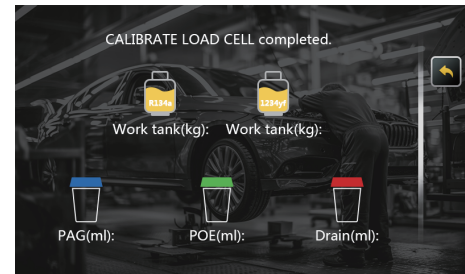 CALIBRATE LOAD CELL completed.
R134a
1234yf
Work tank(kg):
Work tank(kg):
PAG(ml):
POE(ml):
Drain(ml):